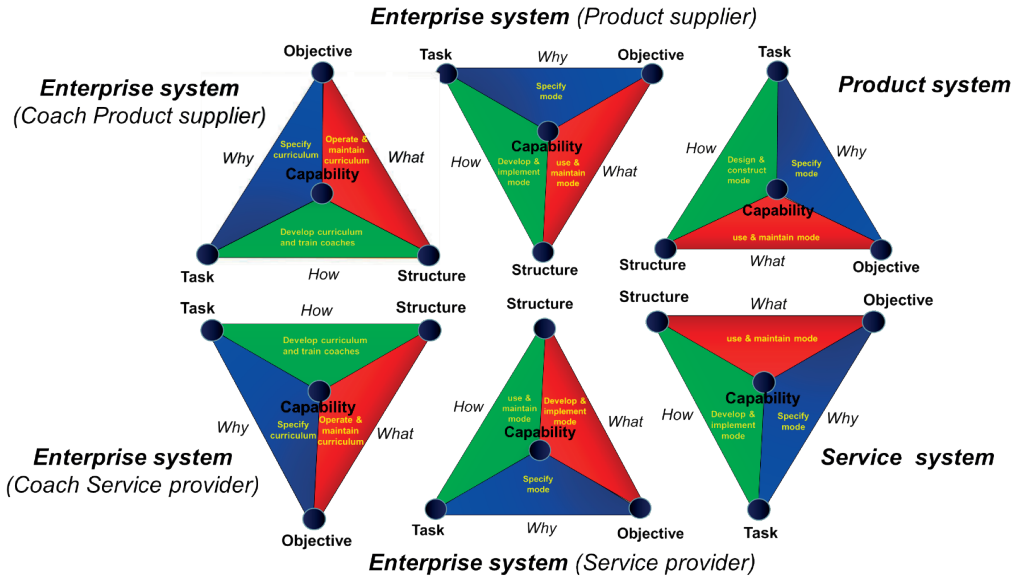 Enterprise system (Product supplier)
Enterprise system
(Coach Product supplier)
Objective
Why
What
Specify
curriculum
Operate &
maintain
curriculum
Capability
Develop curriculum
and train coaches
Task
How
Structure
Task
Why
Objective
Specify
mode
Capability
How
Develop &
implement
mode
use &
maintain
mode
What
Structure
Task
Product system
How
Design &
construct
mode
Specify
mode
Why
Capability
use & maintain mode
Structure
What
Objective
Task
How
Structure
Develop curriculum
and train coaches
Capability
Why
Specify
curriculum
Operate &
maintain
curriculum
What
Enterprise system
(Coach Service provider)
Objective
Structure
How
use &
maintain
mode
Develop &
implement
mode
What
Capability
Specify
mode
Task
Why
Objective
Enterprise system (Service provider)
Structure
What
Objective
use & maintain mode
Capability
How
Develop &
implement
mode
Specify
mode
Why
Service system
Task